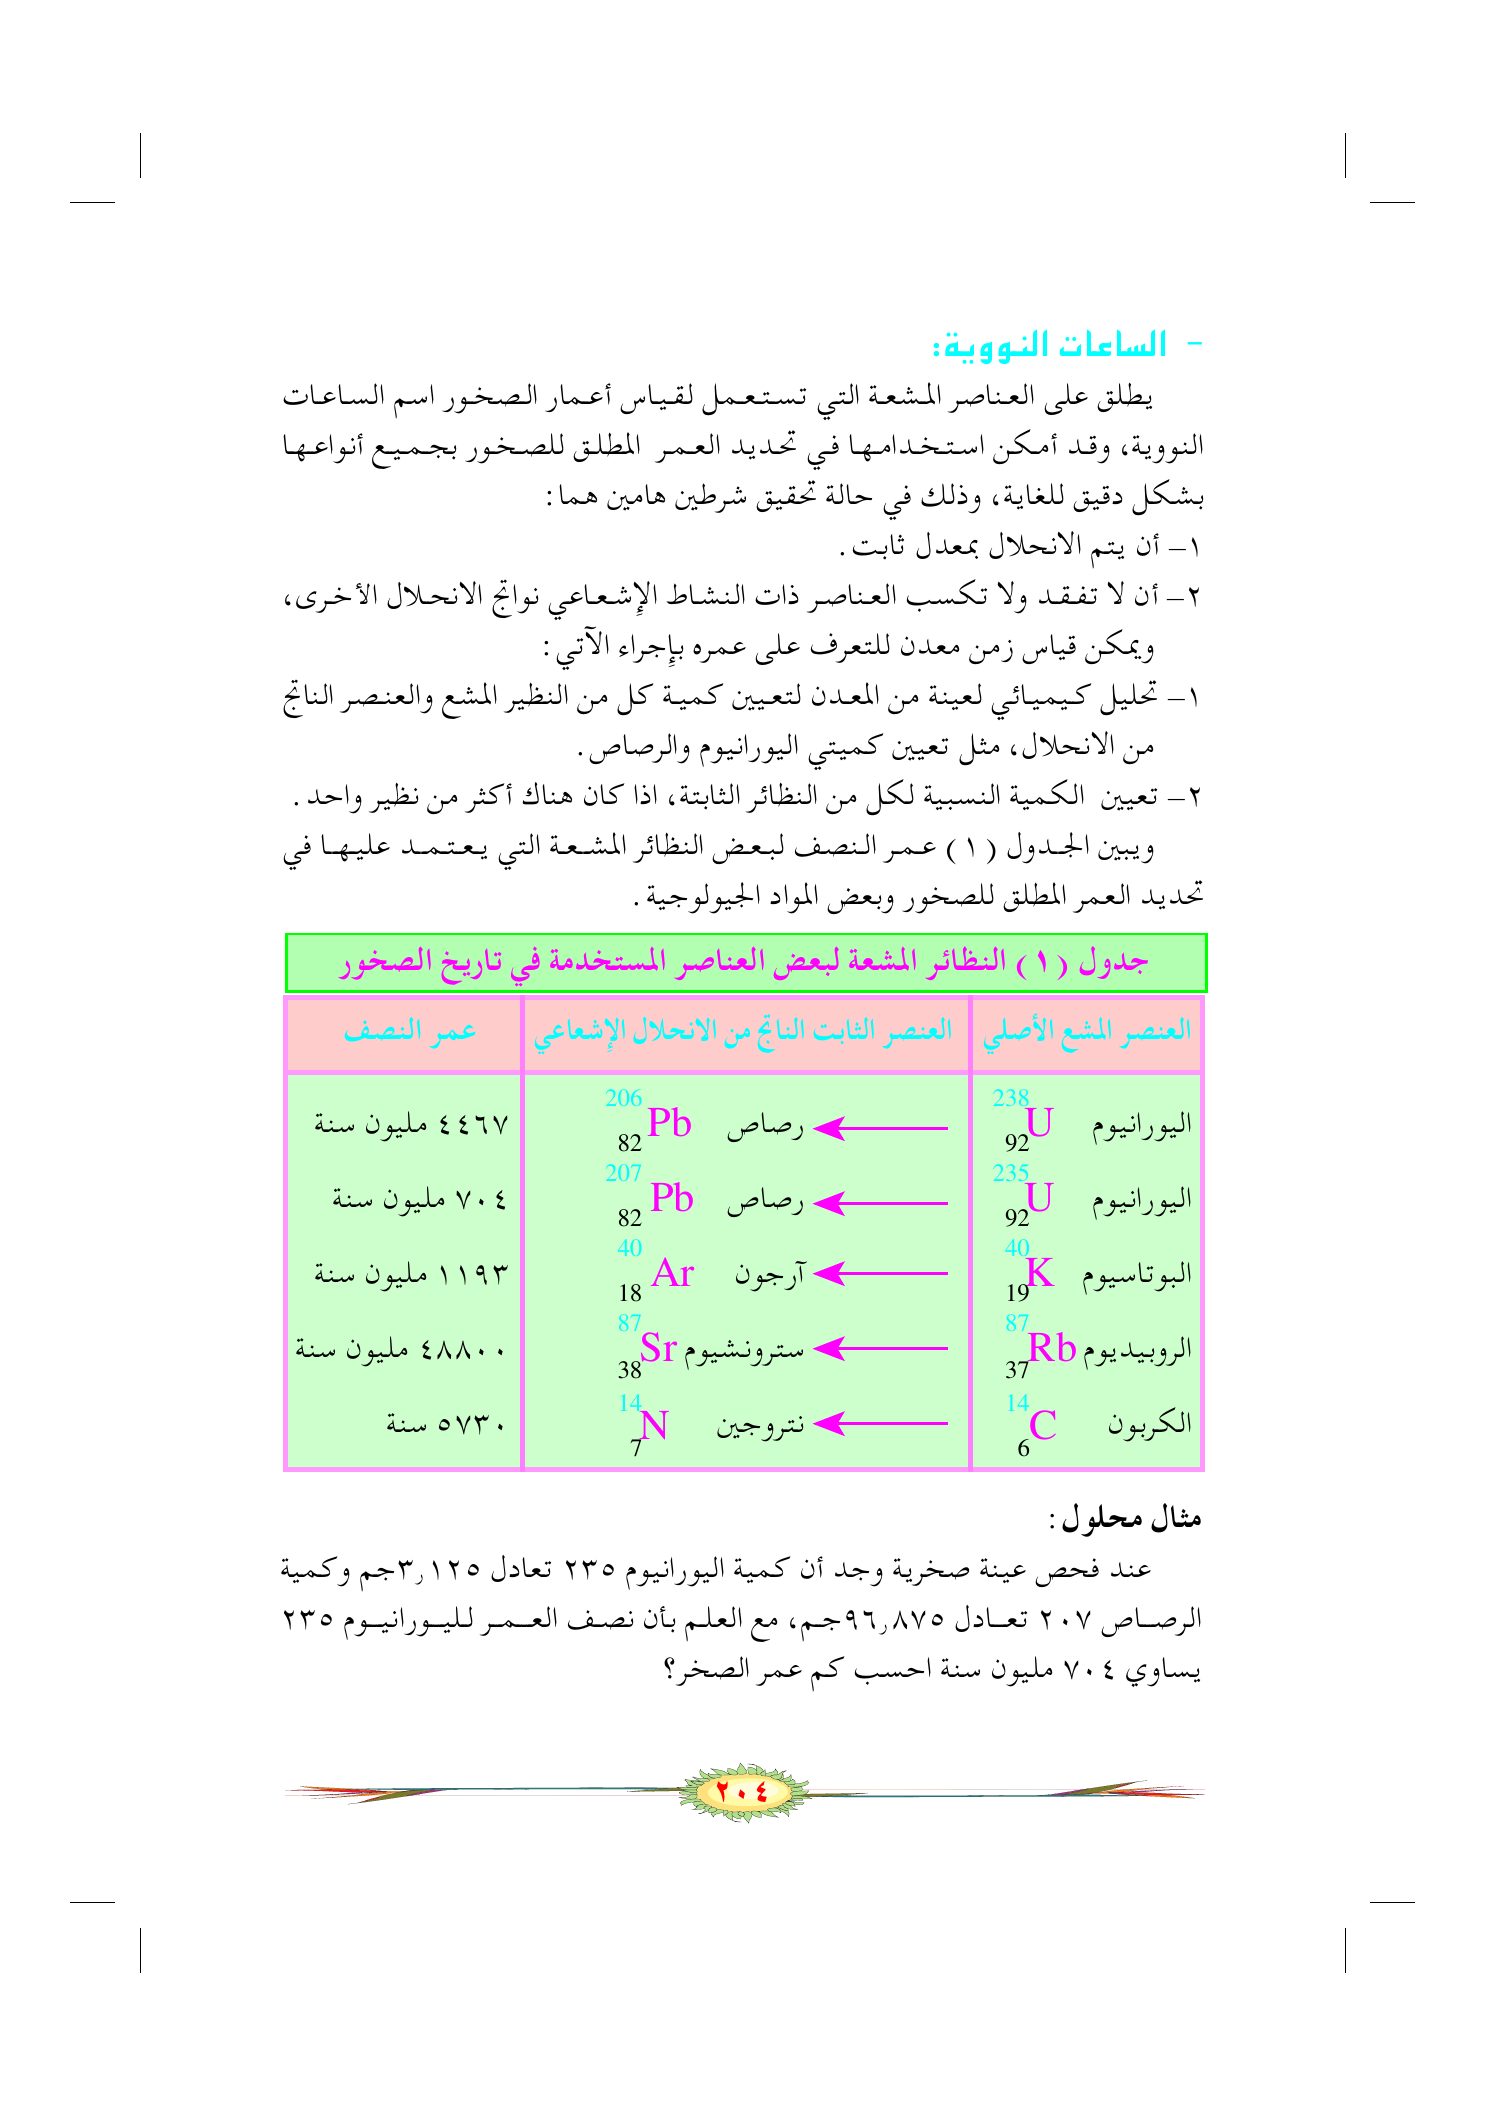 - الساعات النووية:
يطلق على العناصر المشعة التي تستعمل لقياس أعمار الصخور اسم الساعات
النووية، وقد أمكن استخدامها في تحديد العمر المطلق للصخور بجميع أنواعها
بشكل دقيق للغاية، وذلك في حالة تحقيق شرطين هامين هما:
١– أن يتم الانحلال بمعدل ثابت.
٢– أن لا تفقد ولا تكسب العناصر ذات النشاط الإشعاعي نواتج الانحلال الأخرى،
ويمكن قياس زمن معدن للتعرف على عمره بإجراء الآتي:
١– تحليل كيميائي لعينة من المعدن لتعيين كمية كل من النظير المشع والعنصر الناتج
من الانحلال، مثل تعيين كميتي اليورانيوم والرصاص.
٢– تعيين الكمية النسبية لكل من النظائر الثابتة، اذا كان هناك أكثر من نظير واحد.
ويبين الجدول (١) عمر النصف لبعض النظائر المشعة التي يعتمد عليها في
تحديد العمر المطلق للصخور وبعض المواد الجيولوجية.
جدول (١) النظائر المشعة لبعض العناصر المستخدمة في تاريخ الصخور
العنصر المشع الأصلي العنصر الثابت الناتج من الانحلال الإشعاعي عمر النصف
اليورانيوم 238 92 U رصاص 206 82 Pb ٤٤٦٧ مليون سنة
اليورانيوم 235 92 U رصاص 207 82 Pb ٧٠٤ مليون سنة
البوتاسيوم 40 19 K آرجون 40 18 Ar ١١٩٣ مليون سنة
الروبيديوم 87 37 Rb سترونشيوم 87 38 Sr ٤٨٨٠٠ مليون سنة
الكربون 14 6 C نتروجين 14 7 N ٥٧٣٠ سنة
مثال محلول:
عند فحص عينة صخرية وجد أن كمية اليورانيوم ٢٣٥ تعادل ٣٫١٢٥جم وكمية
الرصاص ٢٠٧ تعادل ٩٦٫٨٧٥جم، مع العلم بأن نصف العمر لليورانيوم ٢٣٥
يساوي ٧٠٤ مليون سنة احسب كم عمر الصخر؟
٢٠٤